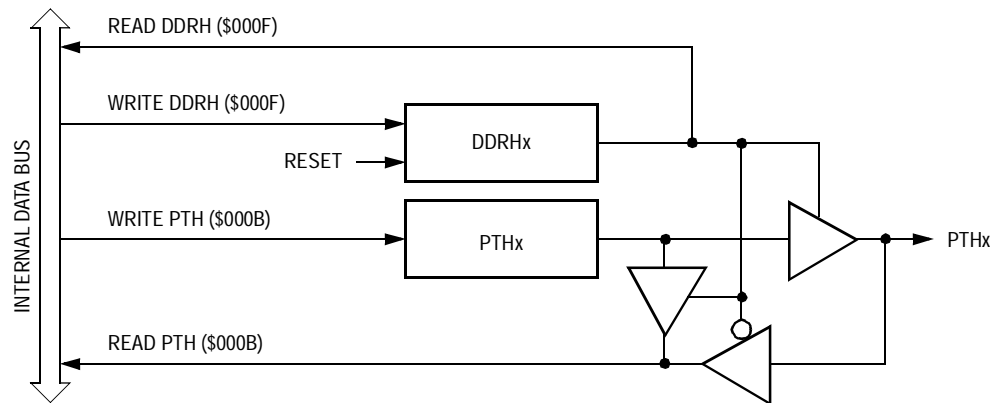 READ DDRH ($000F)
WRITE DDRH ($000F)
DDRHx
RESET
INTERNAL DATA BUS
WRITE PTH ($000B)
PTHx
PTHx
READ PTH ($000B)